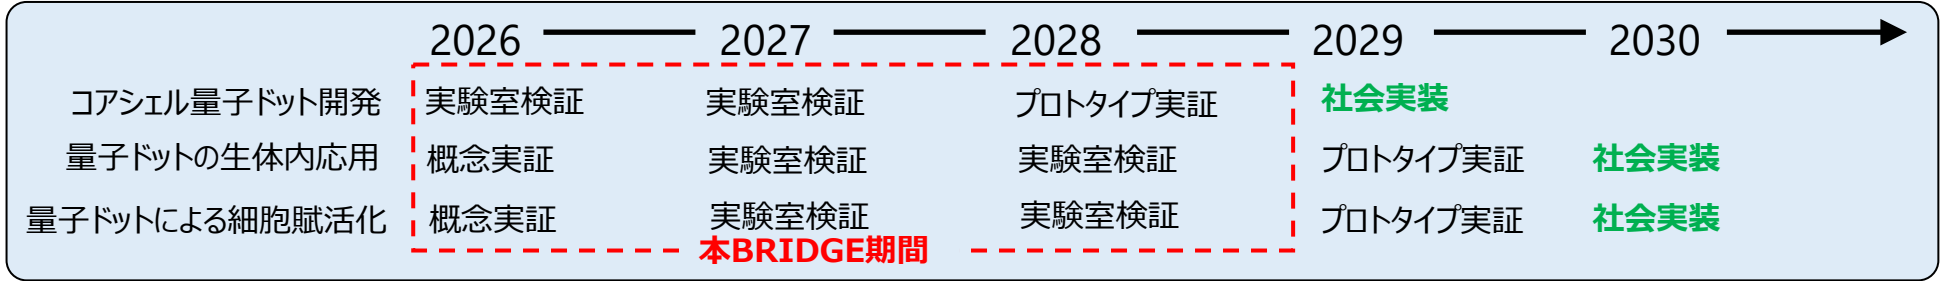 2026 2027 2028 2029 2030
コアシェル量子ドット開発 実験室検証 実験室検証 プロトタイプ実証 社会実装
量子ドットの生体内応用 概念実証 実験室検証 実験室検証 プロトタイプ実証 社会実装
量子ドットによる細胞賦活化 概念実証 実験室検証 実験室検証 プロトタイプ実証 社会実装
本BRIDGE期間